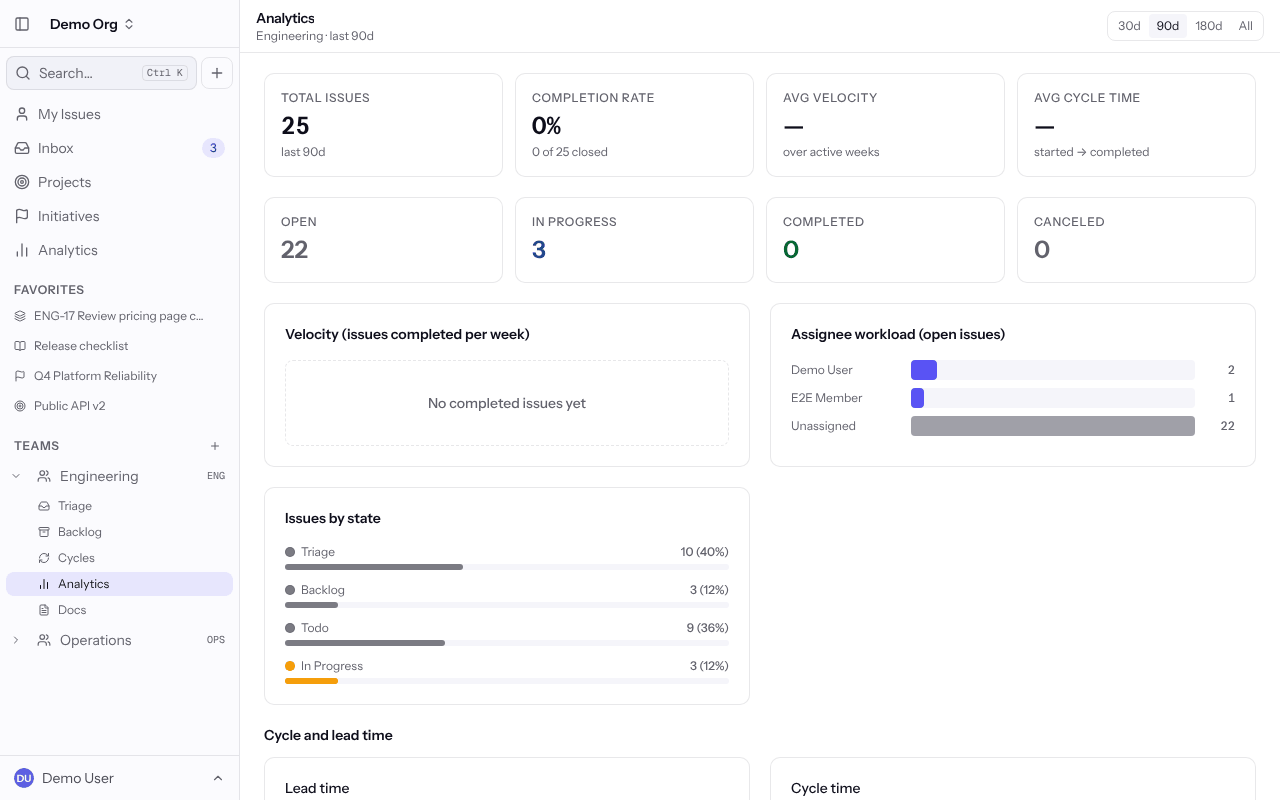 Demo Org
Search...
Ctrl K
My Issues
Inbox
3
Projects
Initiatives
Analytics
FAVORITES
ENG-17 Review pricing page c...
Release checklist
Q4 Platform Reliability
Public API v2
TEAMS
Engineering
ENG
Triage
Backlog
Cycles
Analytics
Docs
Operations
OPS
DU
Demo User
Analytics
Engineering · last 90d
30d
90d
180d
All
TOTAL ISSUES
25
last 90d
COMPLETION RATE
0%
0 of 25 closed
AVG VELOCITY
—
over active weeks
AVG CYCLE TIME
—
started → completed
OPEN
22
IN PROGRESS
3
COMPLETED
0
CANCELED
0
Velocity (issues completed per week)
No completed issues yet
Assignee workload (open issues)
Demo User 2
E2E Member 1
Unassigned 22
Issues by state
Triage 10 (40%)
Backlog 3 (12%)
Todo 9 (36%)
In Progress 3 (12%)
Cycle and lead time
Lead time
Cycle time